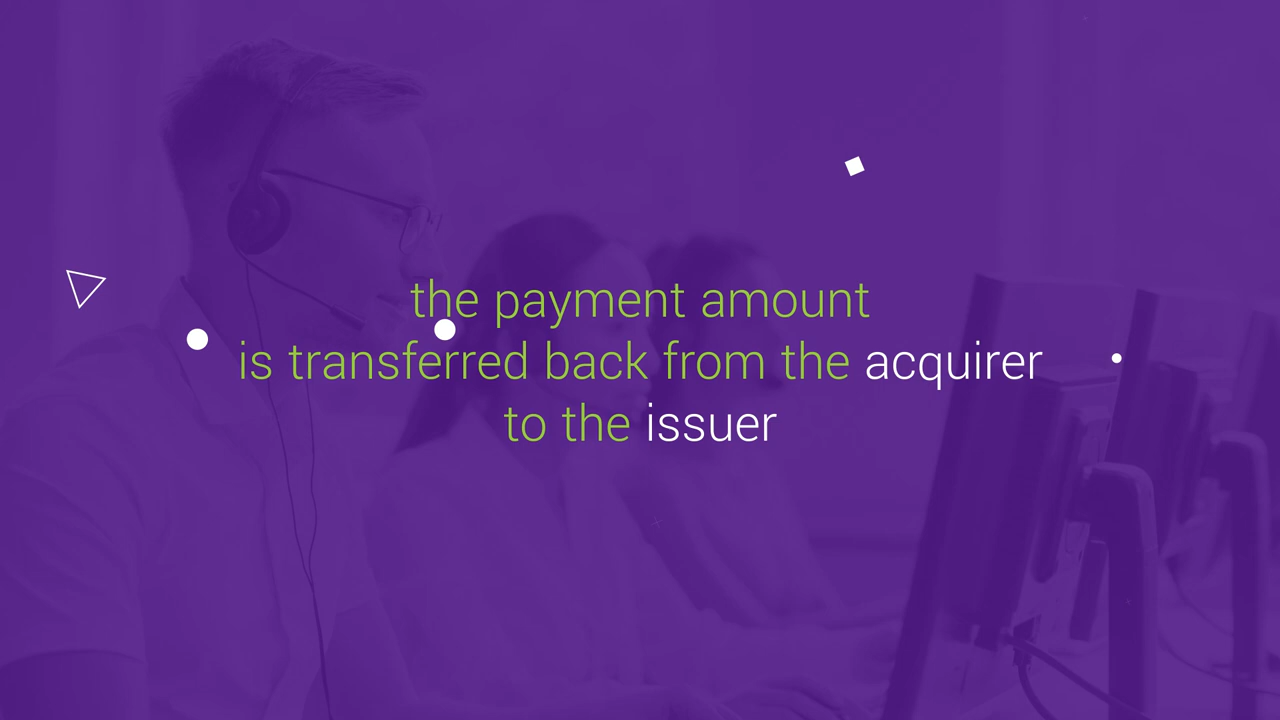 the payment amount
is transferred back from the acquirer
to the issuer